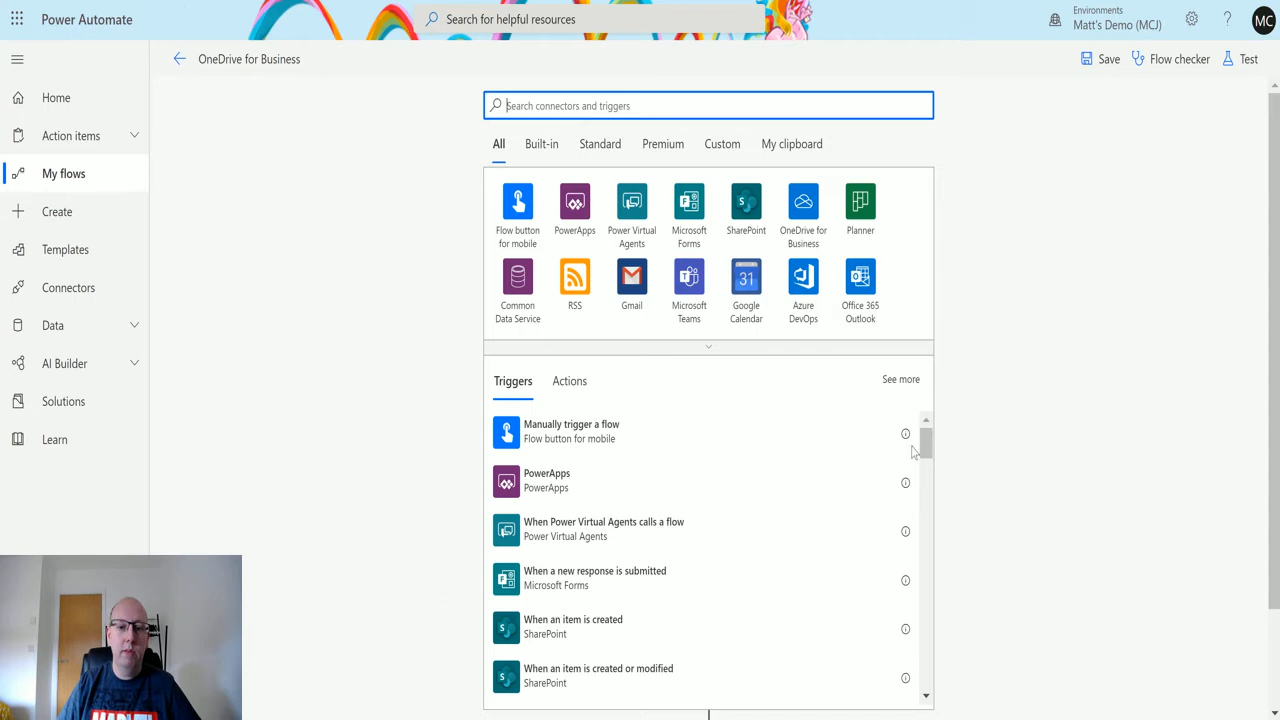 Power Automate
Search for helpful resources
Environments
Matt's Demo (MCJ)
?
MC
OneDrive for Business
Save
Flow checker
Test
Home
Action items
My flows
Create
Templates
Connectors
Data
AI Builder
Solutions
Learn
Search connectors and triggers
All Built-in Standard Premium Custom My clipboard
Flow button for mobile
PowerApps
Power Virtual Agents
Microsoft Forms
SharePoint
OneDrive for Business
Planner
31
Common Data Service
RSS
Gmail
Microsoft Teams
Google Calendar
Azure DevOps
Office 365 Outlook
Triggers Actions See more
Manually trigger a flow
Flow button for mobile
PowerApps
PowerApps
When Power Virtual Agents calls a flow
Power Virtual Agents
When a new response is submitted
Microsoft Forms
When an item is created
SharePoint
When an item is created or modified
SharePoint